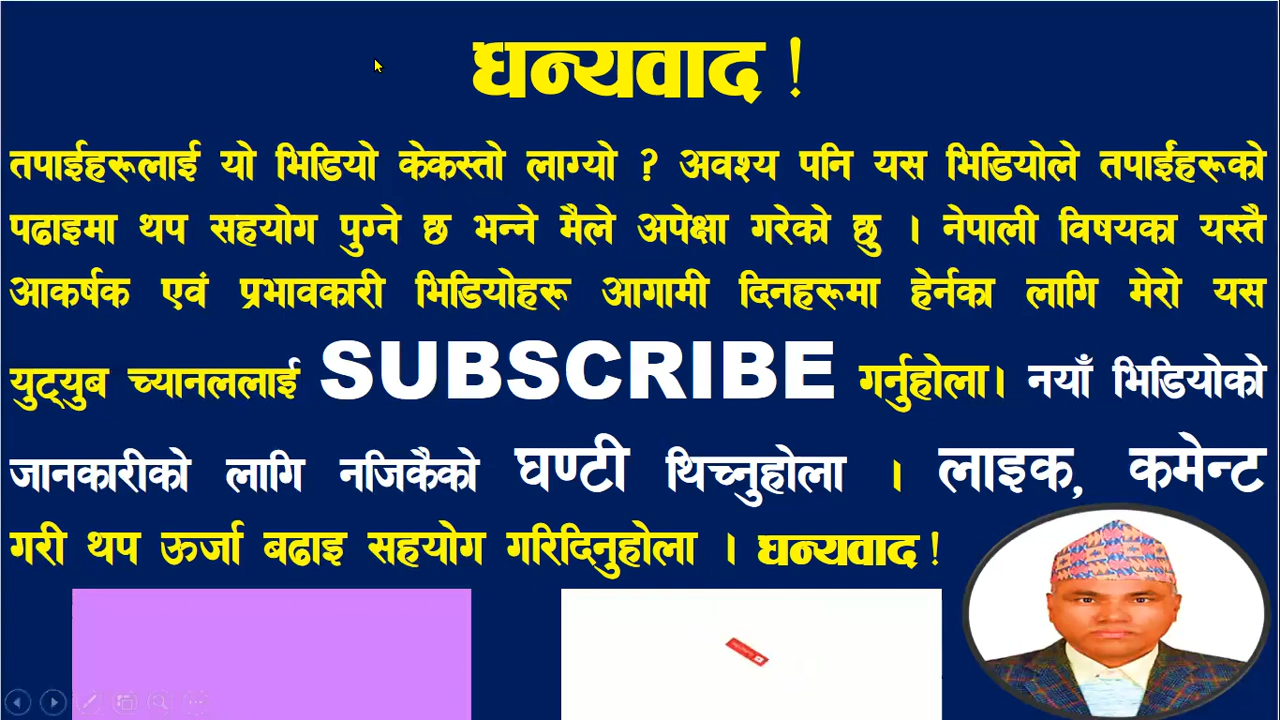 धन्यवाद !
तपाईहरूलाई यो भिडियो केकस्तो लाग्यो ? अवश्य पनि यस भिडियोले तपाईंहरूको
पढाइमा थप सहयोग पुग्ने छ भन्ने मैले अपेक्षा गरेको छु । नेपाली विषयका यस्तै
आकर्षक एवं प्रभावकारी भिडियोहरू आगामी दिनहरूमा हेर्नका लागि मेरो यस
युट्युब च्यानललाई SUBSCRIBE गर्नुहोला। नयाँ भिडियोको
जानकारीको लागि नजिकैको घण्टी थिच्नुहोला । लाइक, कमेन्ट
गरी थप ऊर्जा बढाइ सहयोग गरिदिनुहोला । धन्यवाद !